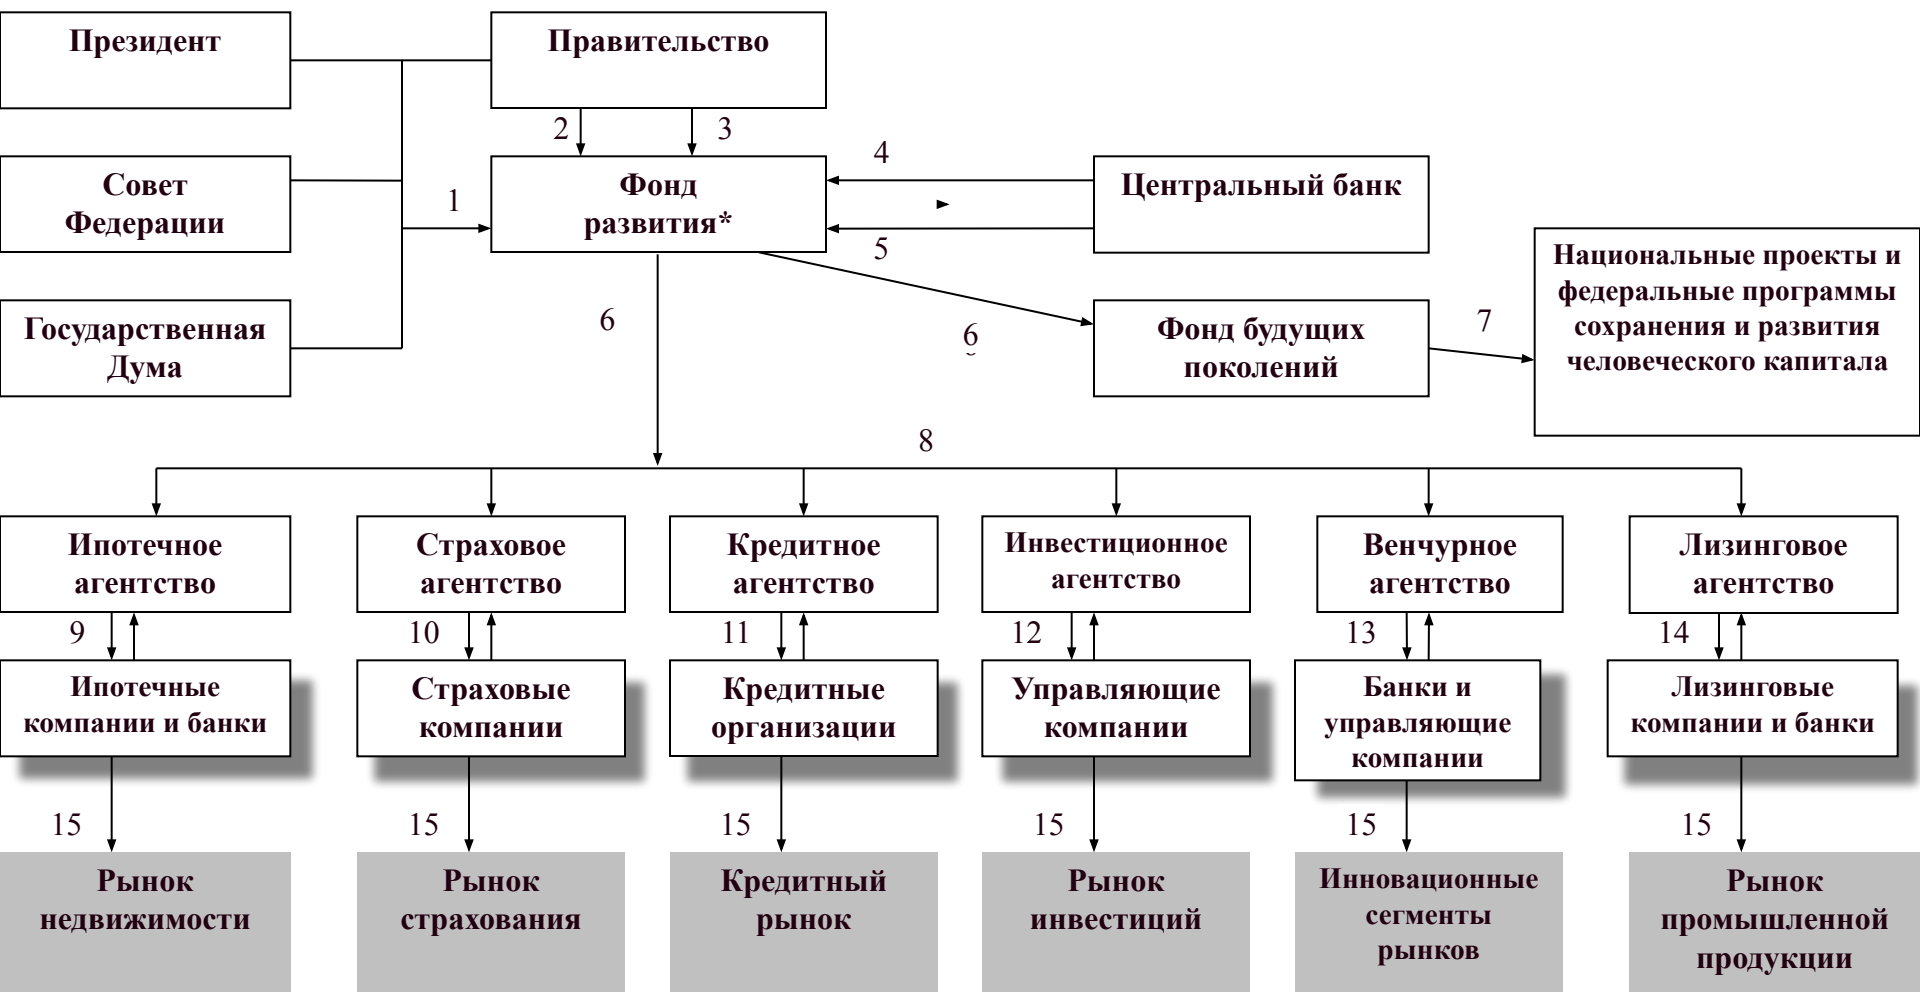 Президент
Правительство
2
3
Совет
Федерации
1
Фонд
развития*
4
5
Центральный банк
Государственная
Дума
6
6
Фонд будущих
поколений
7
Национальные проекты и
федеральные программы
сохранения и развития
человеческого капитала
8
Ипотечное
агентство
Страховое
агентство
Кредитное
агентство
Инвестиционное
агентство
Венчурное
агентство
Лизинговое
агентство
9
10
11
12
13
14
Ипотечные
компании и банки
Страховые
компании
Кредитные
организации
Управляющие
компании
Банки и
управляющие
компании
Лизинговые
компании и банки
15
15
15
15
15
15
Рынок
недвижимости
Рынок
страхования
Кредитный
рынок
Рынок
инвестиций
Инновационные
сегменты
рынков
Рынок
промышленной
продукции